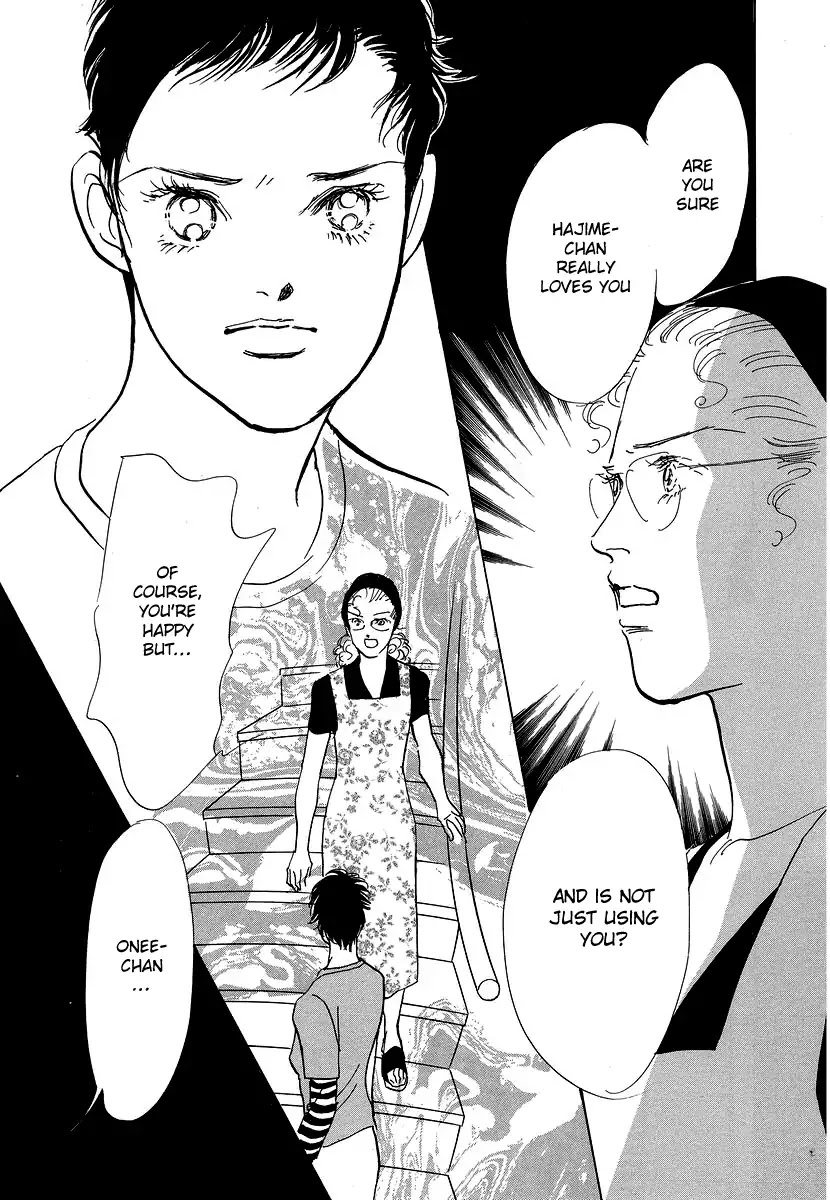 ARE
YOU
SURE
HAJIME-
CHAN
REALLY
LOVES YOU
AND IS NOT
JUST USING
YOU?
OF
COURSE,
YOU'RE
HAPPY
BUT...
ONEE-
CHAN
...